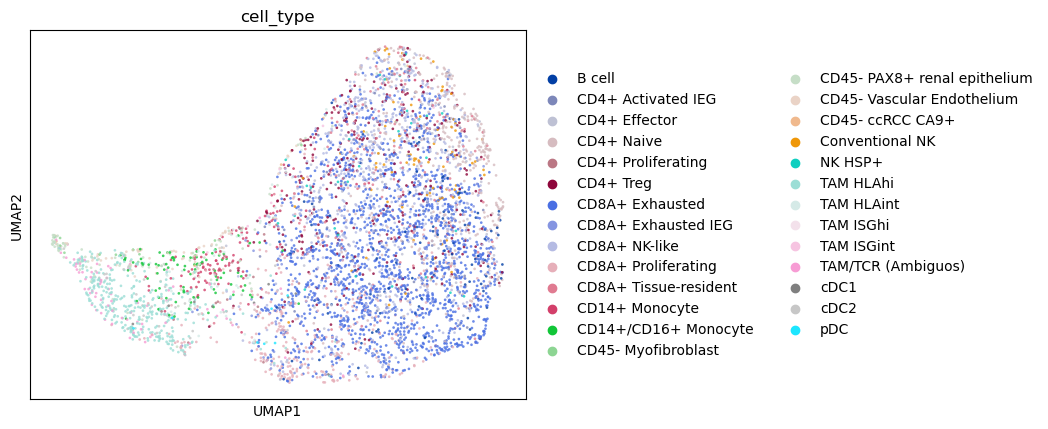 cell_type
UMAP2
UMAP1
B cell
CD4+ Activated IEG
CD4+ Effector
CD4+ Naive
CD4+ Proliferating
CD4+ Treg
CD8A+ Exhausted
CD8A+ Exhausted IEG
CD8A+ NK-like
CD8A+ Proliferating
CD8A+ Tissue-resident
CD14+ Monocyte
CD14+/CD16+ Monocyte
CD45- Myofibroblast
CD45- PAX8+ renal epithelium
CD45- Vascular Endothelium
CD45- ccRCC CA9+
Conventional NK
NK HSP+
TAM HLAhi
TAM HLAint
TAM ISGhi
TAM ISGint
TAM/TCR (Ambiguos)
cDC1
cDC2
pDC